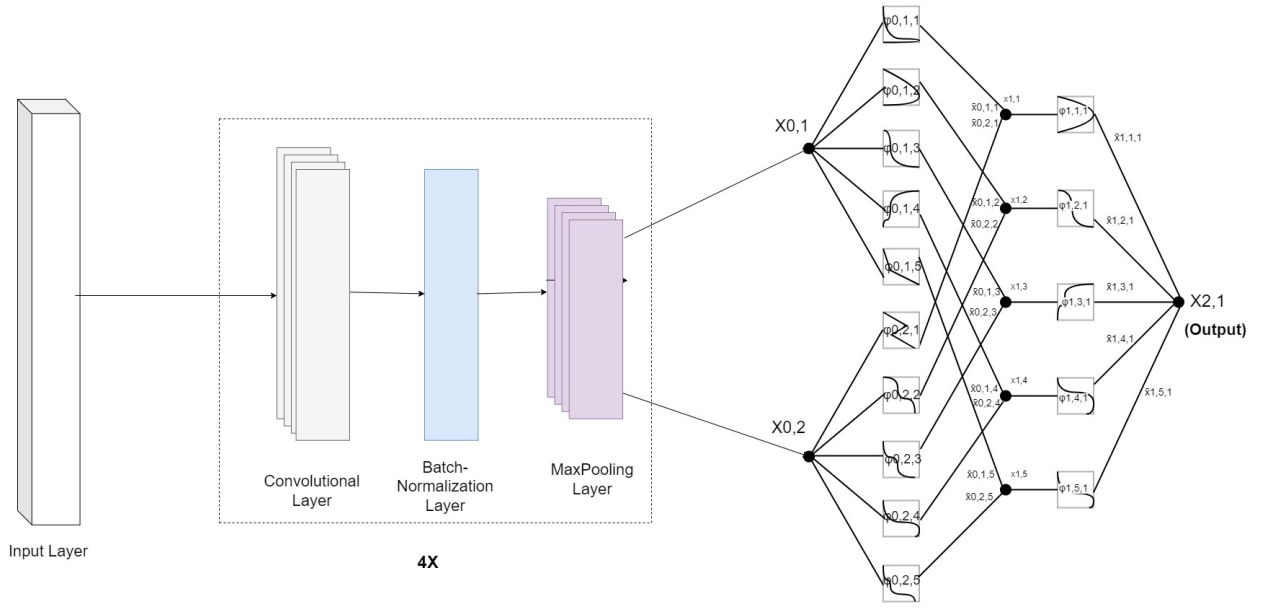 Input Layer
Convolutional
Layer
Batch-
Normalization
Layer
MaxPooling
Layer
4X
X0,1
X0,2
φ0,1,1
φ0,1,2
φ0,1,3
φ0,1,4
φ0,1,5
φ0,2,1
φ0,2,2
φ0,2,3
φ0,2,4
φ0,2,5
x1,1
x̃0,1,1
x̃0,2,1
x1,2
x̃0,1,2
x̃0,2,2
x1,3
x̃0,1,3
x̃0,2,3
x1,4
x̃0,1,4
x̃0,2,4
x1,5
x̃0,1,5
x̃0,2,5
φ1,1,1
φ1,2,1
φ1,3,1
φ1,4,1
φ1,5,1
x̃1,1,1
x̃1,2,1
x̃1,3,1
x̃1,4,1
x̃1,5,1
X2,1
(Output)